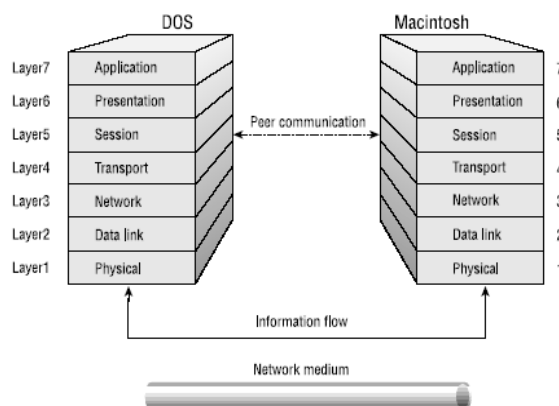 DOS
Macintosh
Layer7 Application Application 7
Layer6 Presentation Presentation 6
Layer5 Session Peer communication Session 5
Layer4 Transport Transport 4
Layer3 Network Network 3
Layer2 Data link Data link 2
Layer1 Physical Physical 1
Information flow
Network medium